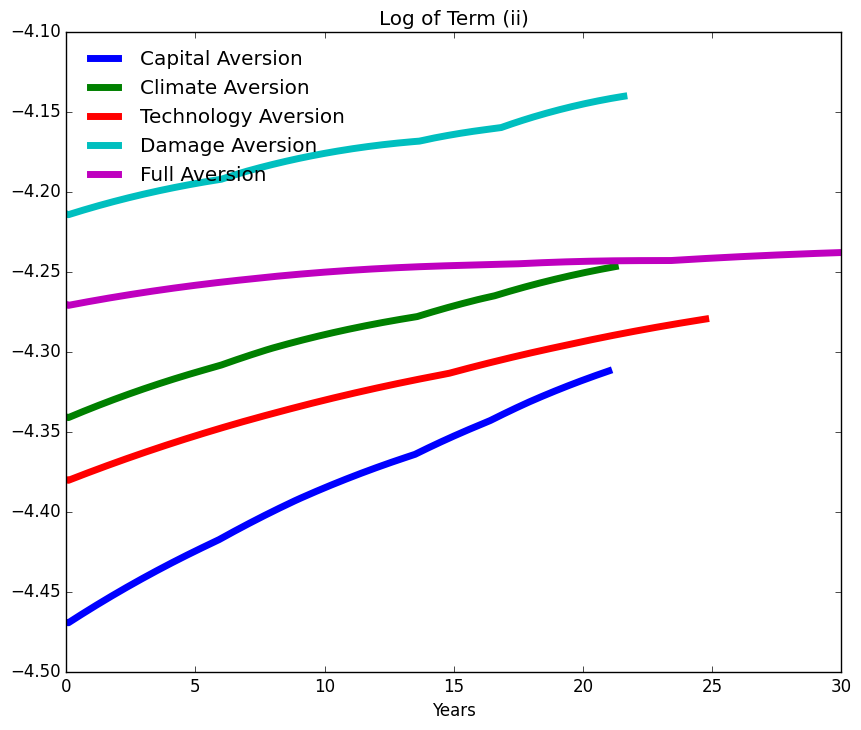 Log of Term (ii)
−4.10
−4.15
−4.20
−4.25
−4.30
−4.35
−4.40
−4.45
−4.50
Capital Aversion
Climate Aversion
Technology Aversion
Damage Aversion
Full Aversion
0 5 10 15 20 25 30
Years